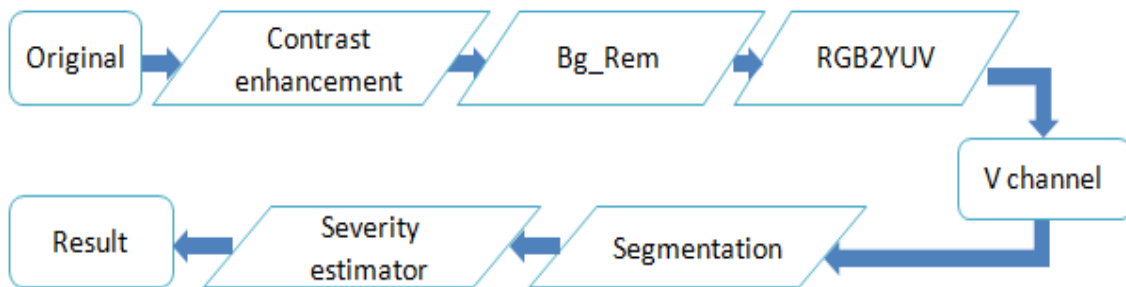 Original
Contrast
enhancement
Bg_Rem
RGB2YUV
V channel
Segmentation
Severity
estimator
Result